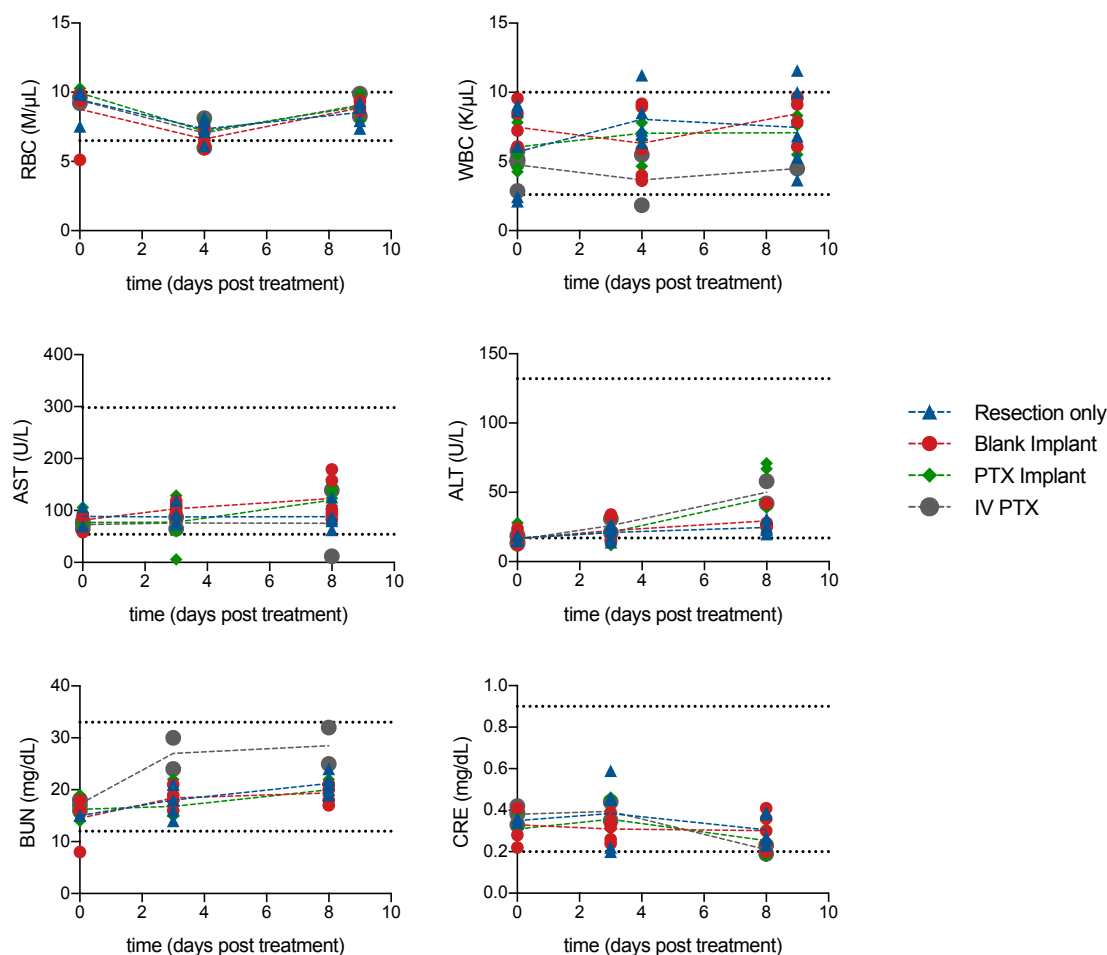 15
10
5
0
RBC (M/µL)
0 2 4 6 8 10
time (days post treatment)
15
10
5
0
WBC (K/µL)
0 2 4 6 8 10
time (days post treatment)
400
300
200
100
0
AST (U/L)
0 2 4 6 8 10
time (days post treatment)
150
100
50
0
ALT (U/L)
0 2 4 6 8 10
time (days post treatment)
Resection only
Blank Implant
PTX Implant
IV PTX
40
30
20
10
0
BUN (mg/dL)
0 2 4 6 8 10
time (days post treatment)
1.0
0.8
0.6
0.4
0.2
0.0
CRE (mg/dL)
0 2 4 6 8 10
time (days post treatment)